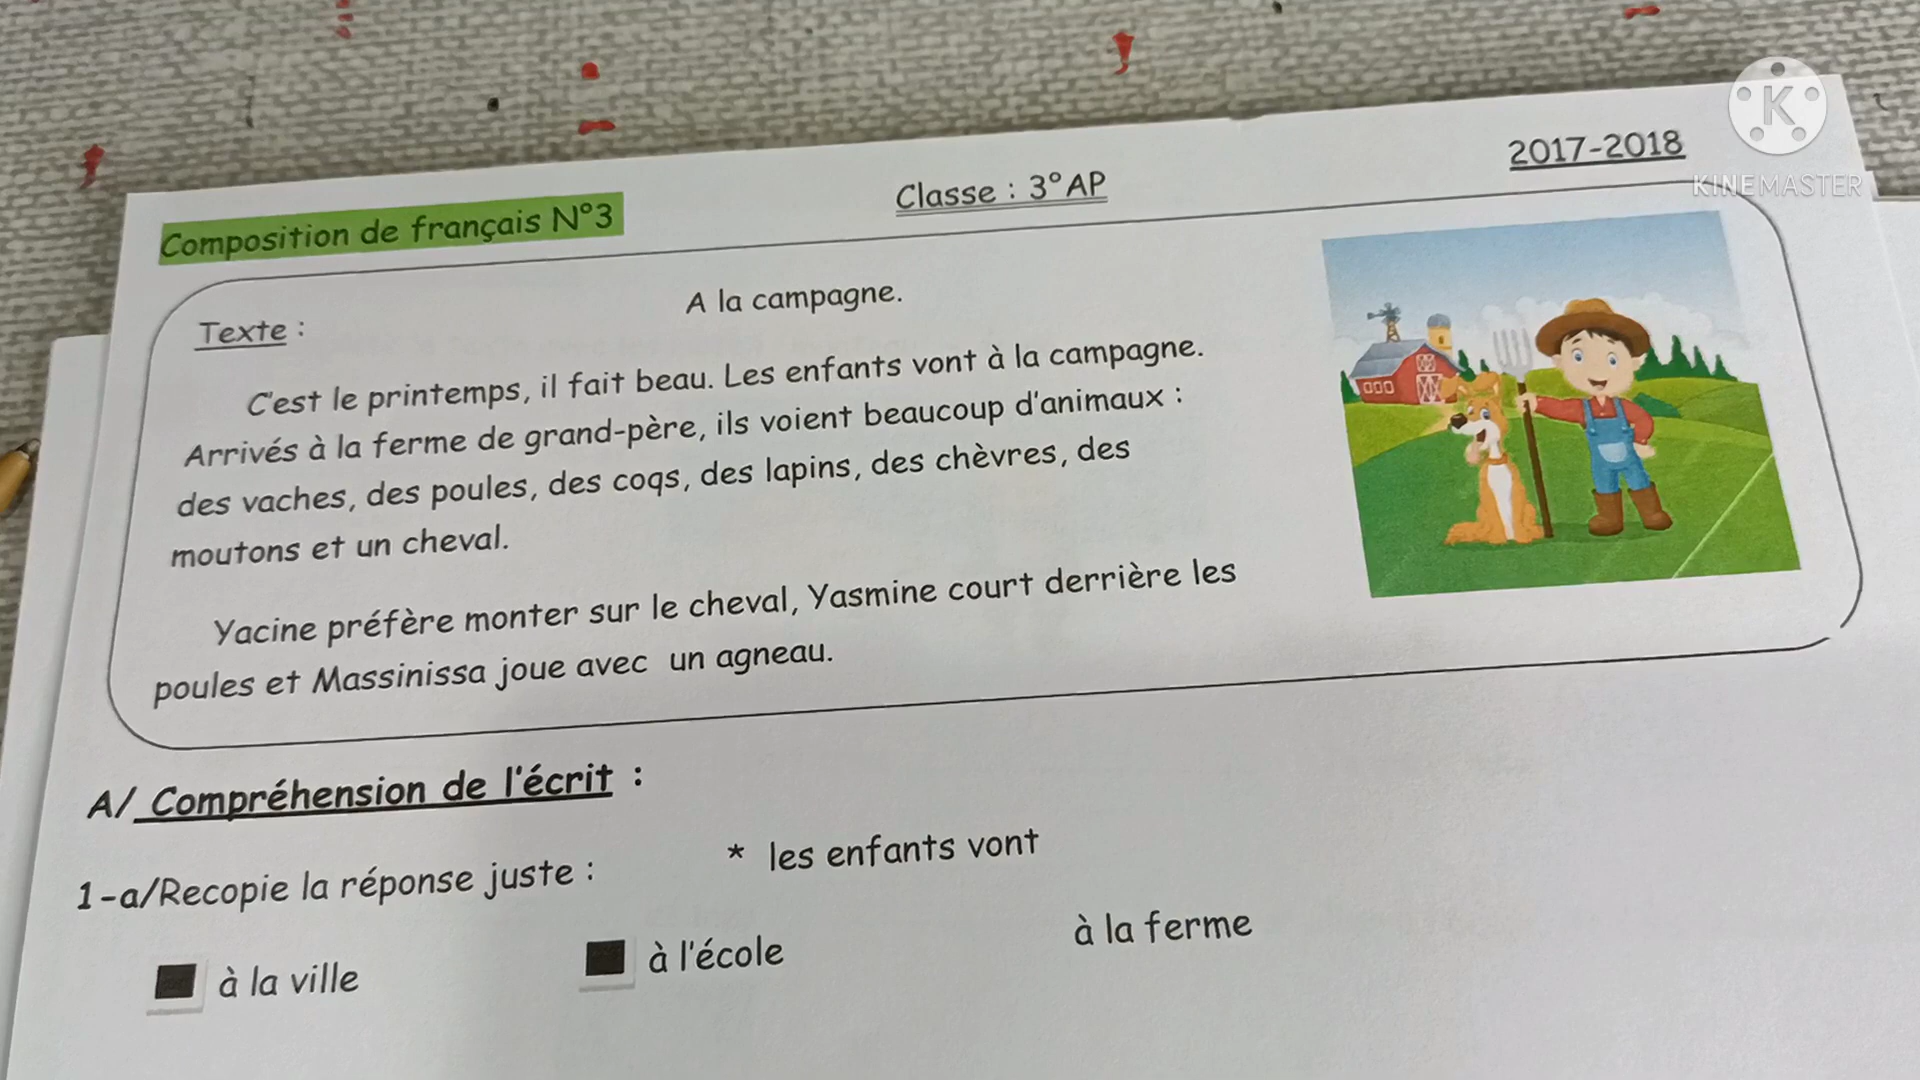 KINEMASTER
Composition de français N°3
Classe : 3°AP
2017-2018
A la campagne.
Texte :
C'est le printemps, il fait beau. Les enfants vont à la campagne.
Arrivés à la ferme de grand-père, ils voient beaucoup d'animaux :
des vaches, des poules, des coqs, des lapins, des chèvres, des
moutons et un cheval.
Yacine préfère monter sur le cheval, Yasmine court derrière les
poules et Massinissa joue avec un agneau.
A/ Compréhension de l'écrit :
1-a/Recopie la réponse juste :
* les enfants vont
à la ville
à l'école
à la ferme